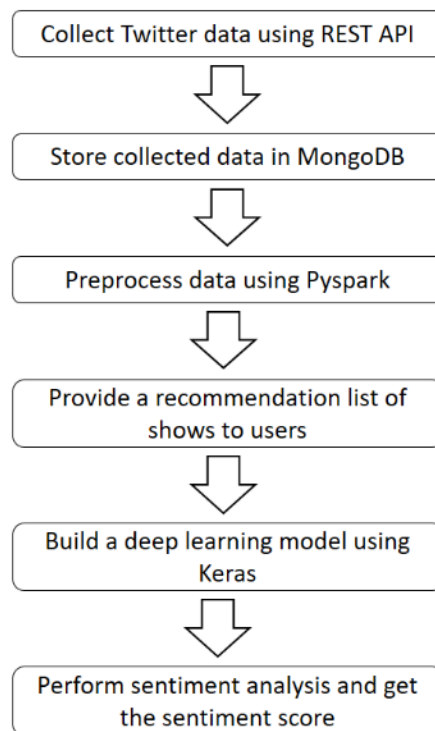 Collect Twitter data using REST API
Store collected data in MongoDB
Preprocess data using Pyspark
Provide a recommendation list of
shows to users
Build a deep learning model using
Keras
Perform sentiment analysis and get
the sentiment score